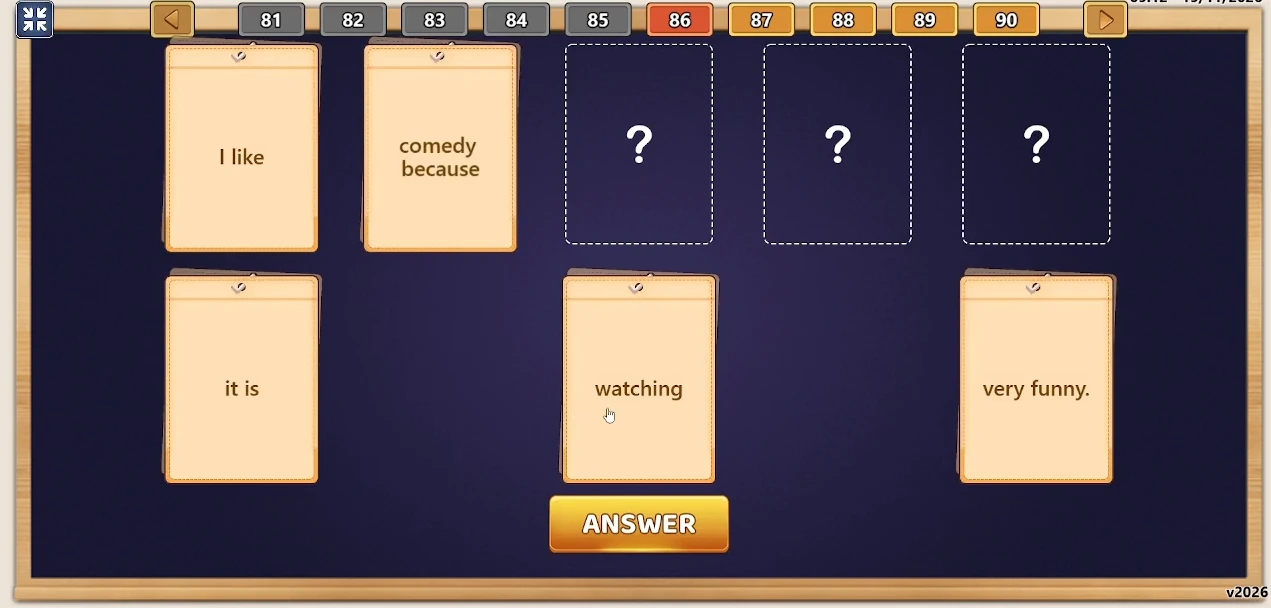 81 82 83 84 85 86 87 88 89 90
I like
comedy
because
?
?
?
it is
watching
very funny.
ANSWER
v2026